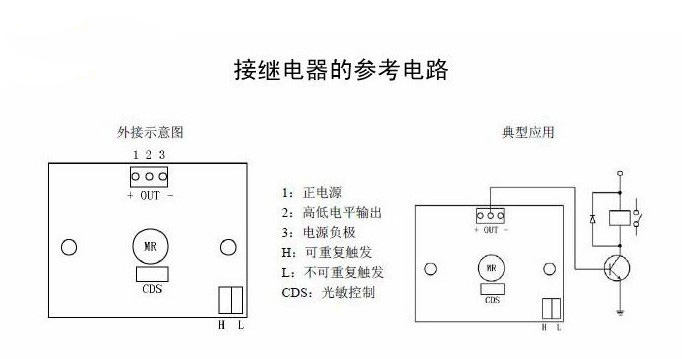 接继电器的参考电路
外接示意图
1 2 3
+ OUT -
MR
CDS
H L
1：正电源
2：高低电平输出
3：电源负极
H：可重复触发
L：不可重复触发
CDS：光敏控制
典型应用
+ OUT -
MR
CDS
H L